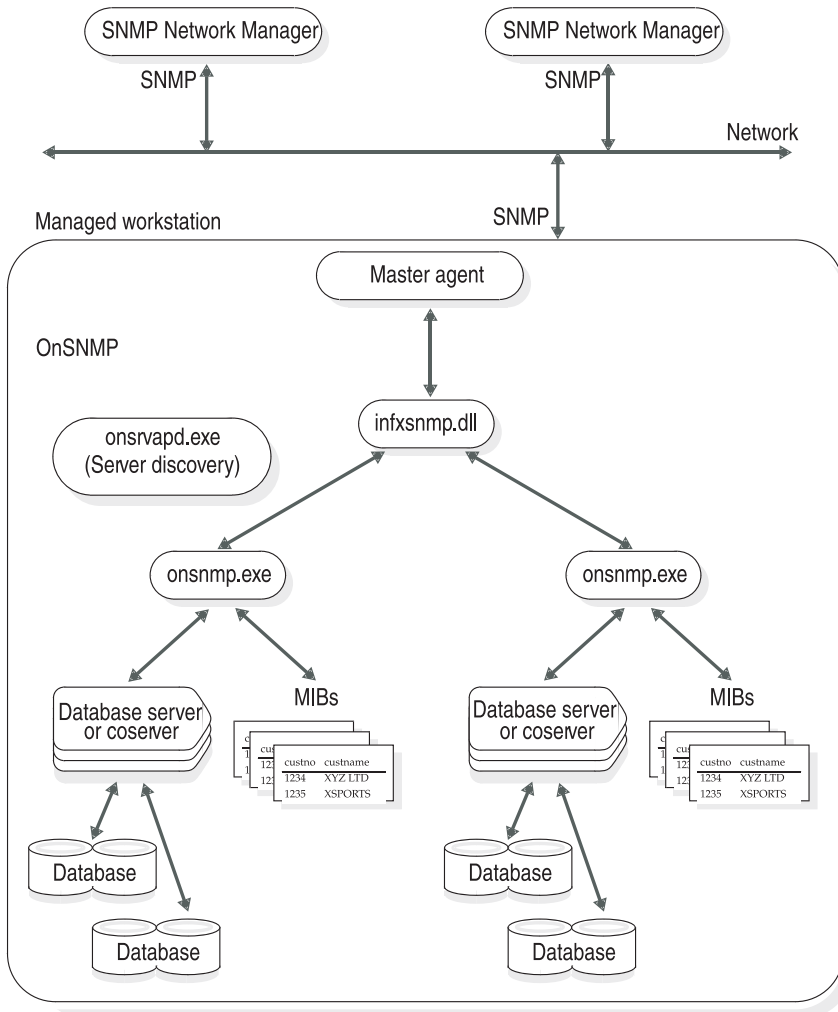 SNMP Network Manager
SNMP Network Manager
SNMP
SNMP
Network
SNMP
Managed workstation
Master agent
OnSNMP
infxsnmp.dll
onsrvapd.exe
(Server discovery)
onsnmp.exe
onsnmp.exe
Database server
or coserver
MIBs
custno custname
1234 XYZ LTD
1235 XSPORTS
Database server
or coserver
MIBs
custno custname
1234 XYZ LTD
1235 XSPORTS
Database
Database
Database
Database